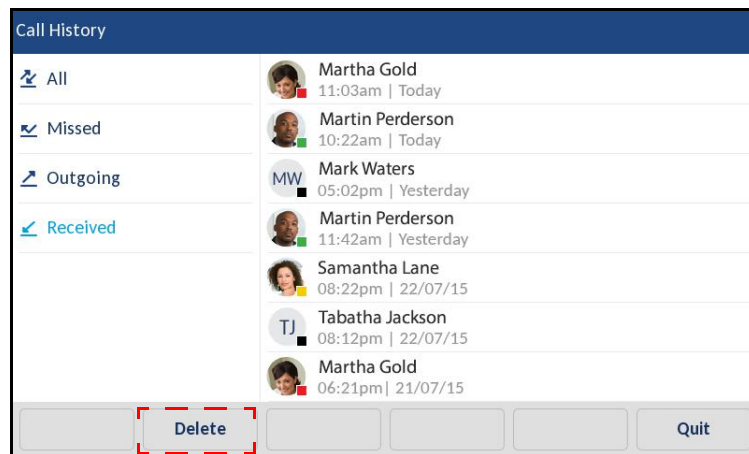 Call History
All
Missed
Outgoing
Received
Martha Gold
11:03am | Today
Martin Perderson
10:22am | Today
MW
Mark Waters
05:02pm | Yesterday
Martin Perderson
11:42am | Yesterday
Samantha Lane
08:22pm | 22/07/15
TJ
Tabatha Jackson
08:12pm | 22/07/15
Martha Gold
06:21pm| 21/07/15
Delete
Quit